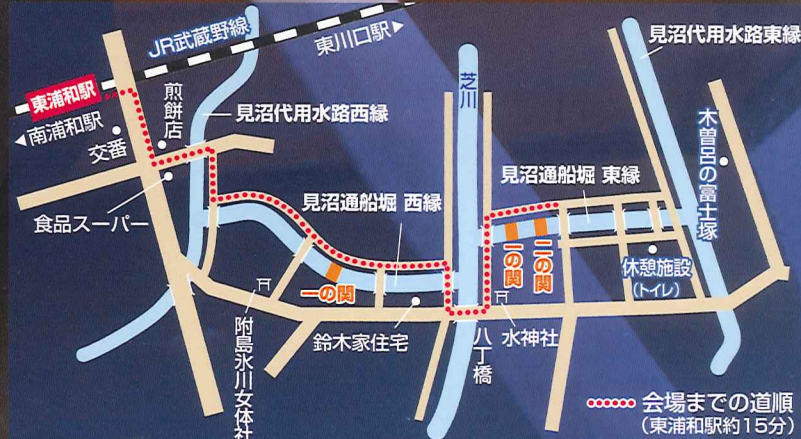 JR武蔵野線
東川口駅▶
見沼代用水路東縁
東浦和駅
◀南浦和駅
交番
煎餅店
見沼代用水路西縁
芝川
木曽呂の富士塚
食品スーパー
見沼通船堀 西縁
見沼通船堀 東縁
一の関
一の関
二の関
休憩施設
(トイレ)
附島氷川女体社
鈴木家住宅
八丁橋
水神社
会場までの道順
(東浦和駅約15分)